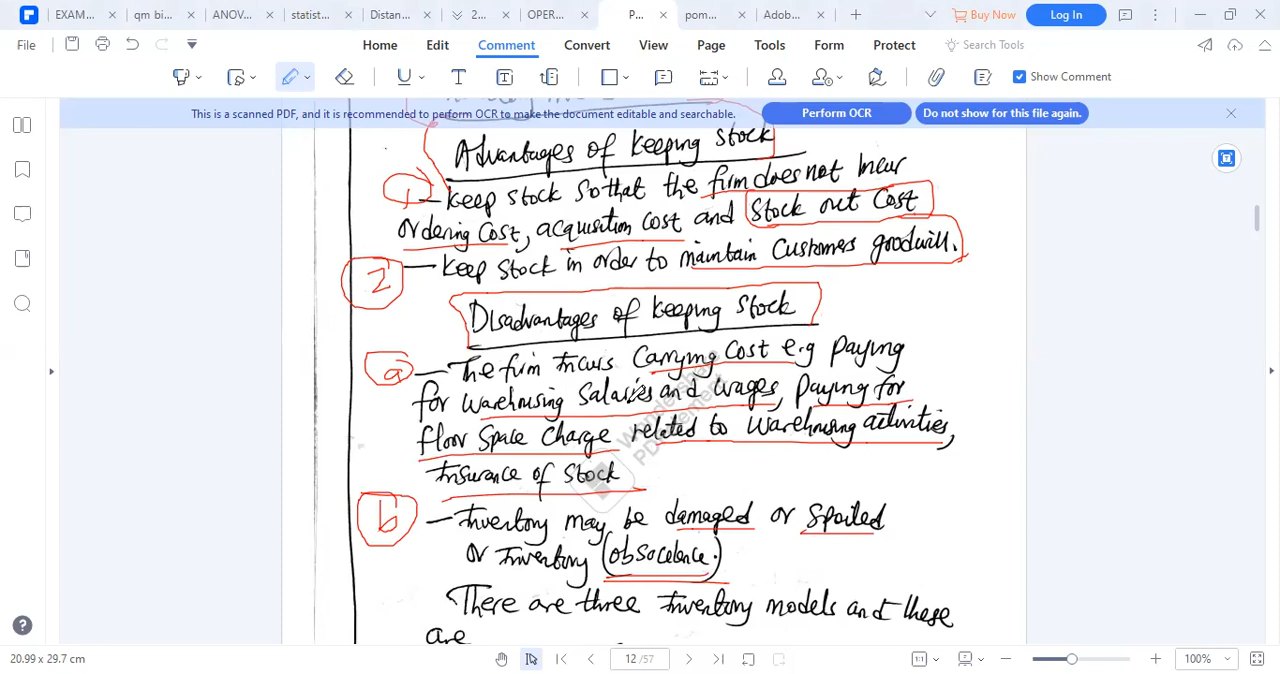 EXAM...
qm bi...
ANOV...
statist...
Distan...
2...
OPER...
P...
pom...
Adob...
Buy Now
Log In
File
Home
Edit
Comment
Convert
View
Page
Tools
Form
Protect
Search Tools
Show Comment
This is a scanned PDF, and it is recommended to perform OCR to make the document editable and searchable.
Perform OCR
Do not show for this file again.
Advantages of keeping stock
1 - keep stock so that the firm does not incur
ordering cost, acquisition cost and stock out cost
2 - keep stock in order to maintain customers goodwill.
Disadvantages of keeping stock
a - The firm incurs carrying cost e.g paying
for warehousing salaries and wages, paying for
floor space charge related to warehousing activities,
insurance of stock
b - Inventory may be damaged or spoiled
or inventory (obsocelence.)
There are three inventory models and these
are
Wondershare
PDFelement
20.99 x 29.7 cm
12 /57
1:1
100%